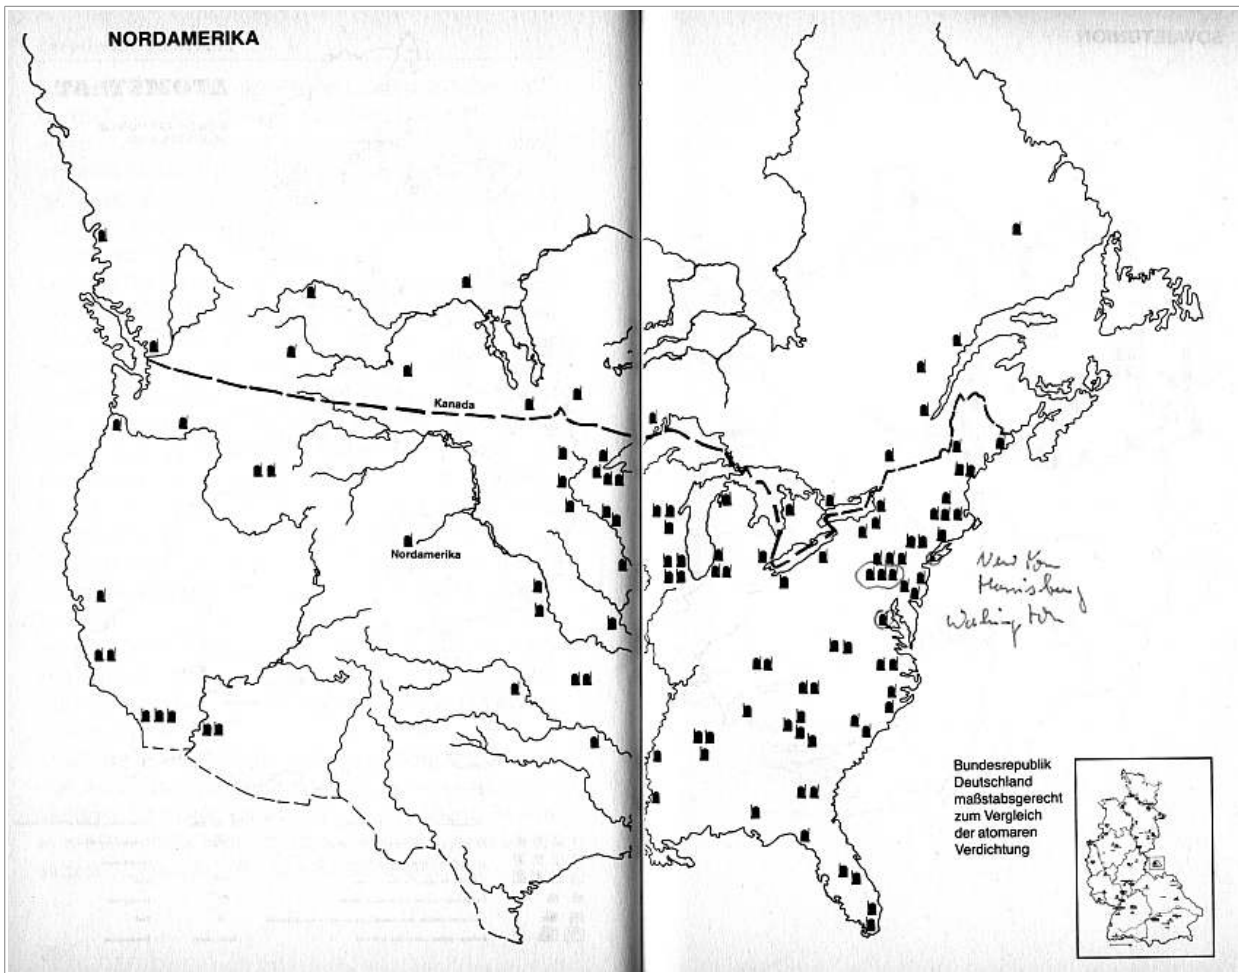 NORDAMERIKA
Kanada
Nordamerika
New York
Harrisburg
Washington
Bundesrepublik
Deutschland
maßstabsgerecht
zum Vergleich
der atomaren
Verdichtung